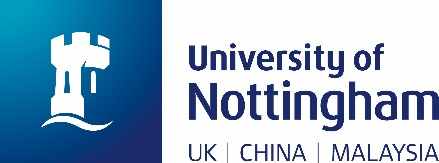 University of
Nottingham
UK | CHINA | MALAYSIA